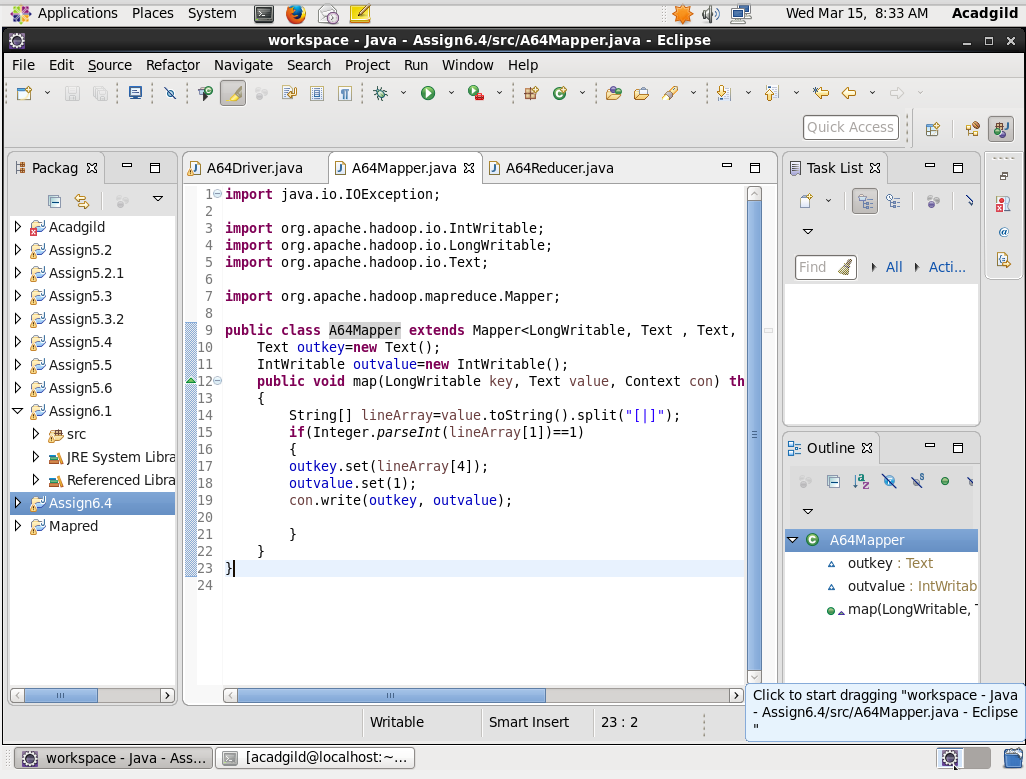 Applications Places System
Wed Mar 15, 8:33 AM Acadgild
workspace - Java - Assign6.4/src/A64Mapper.java - Eclipse
File Edit Source Refactor Navigate Search Project Run Window Help
Quick Access
Packag
A64Driver.java A64Mapper.java A64Reducer.java
Task List
Acadgild
Assign5.2
Assign5.2.1
Assign5.3
Assign5.3.2
Assign5.4
Assign5.5
Assign5.6
Assign6.1
src
JRE System Libra
Referenced Libra
Assign6.4
Mapred
1 import java.io.IOException;
2
3 import org.apache.hadoop.io.IntWritable;
4 import org.apache.hadoop.io.LongWritable;
5 import org.apache.hadoop.io.Text;
6
7 import org.apache.hadoop.mapreduce.Mapper;
8
9 public class A64Mapper extends Mapper<LongWritable, Text , Text,
10 Text outkey=new Text();
11 IntWritable outvalue=new IntWritable();
12 public void map(LongWritable key, Text value, Context con) th
13 {
14 String[] lineArray=value.toString().split("[|]");
15 if(Integer.parseInt(lineArray[1])==1)
16 {
17 outkey.set(lineArray[4]);
18 outvalue.set(1);
19 con.write(outkey, outvalue);
20
21 }
22 }
23 }
24
Find All Acti...
Outline
A64Mapper
outkey : Text
outvalue : IntWritab
map(LongWritable, T
Writable Smart Insert 23 : 2
Click to start dragging "workspace - Java
- Assign6.4/src/A64Mapper.java - Eclipse
"
workspace - Java - Ass... [acadgild@localhost:~...